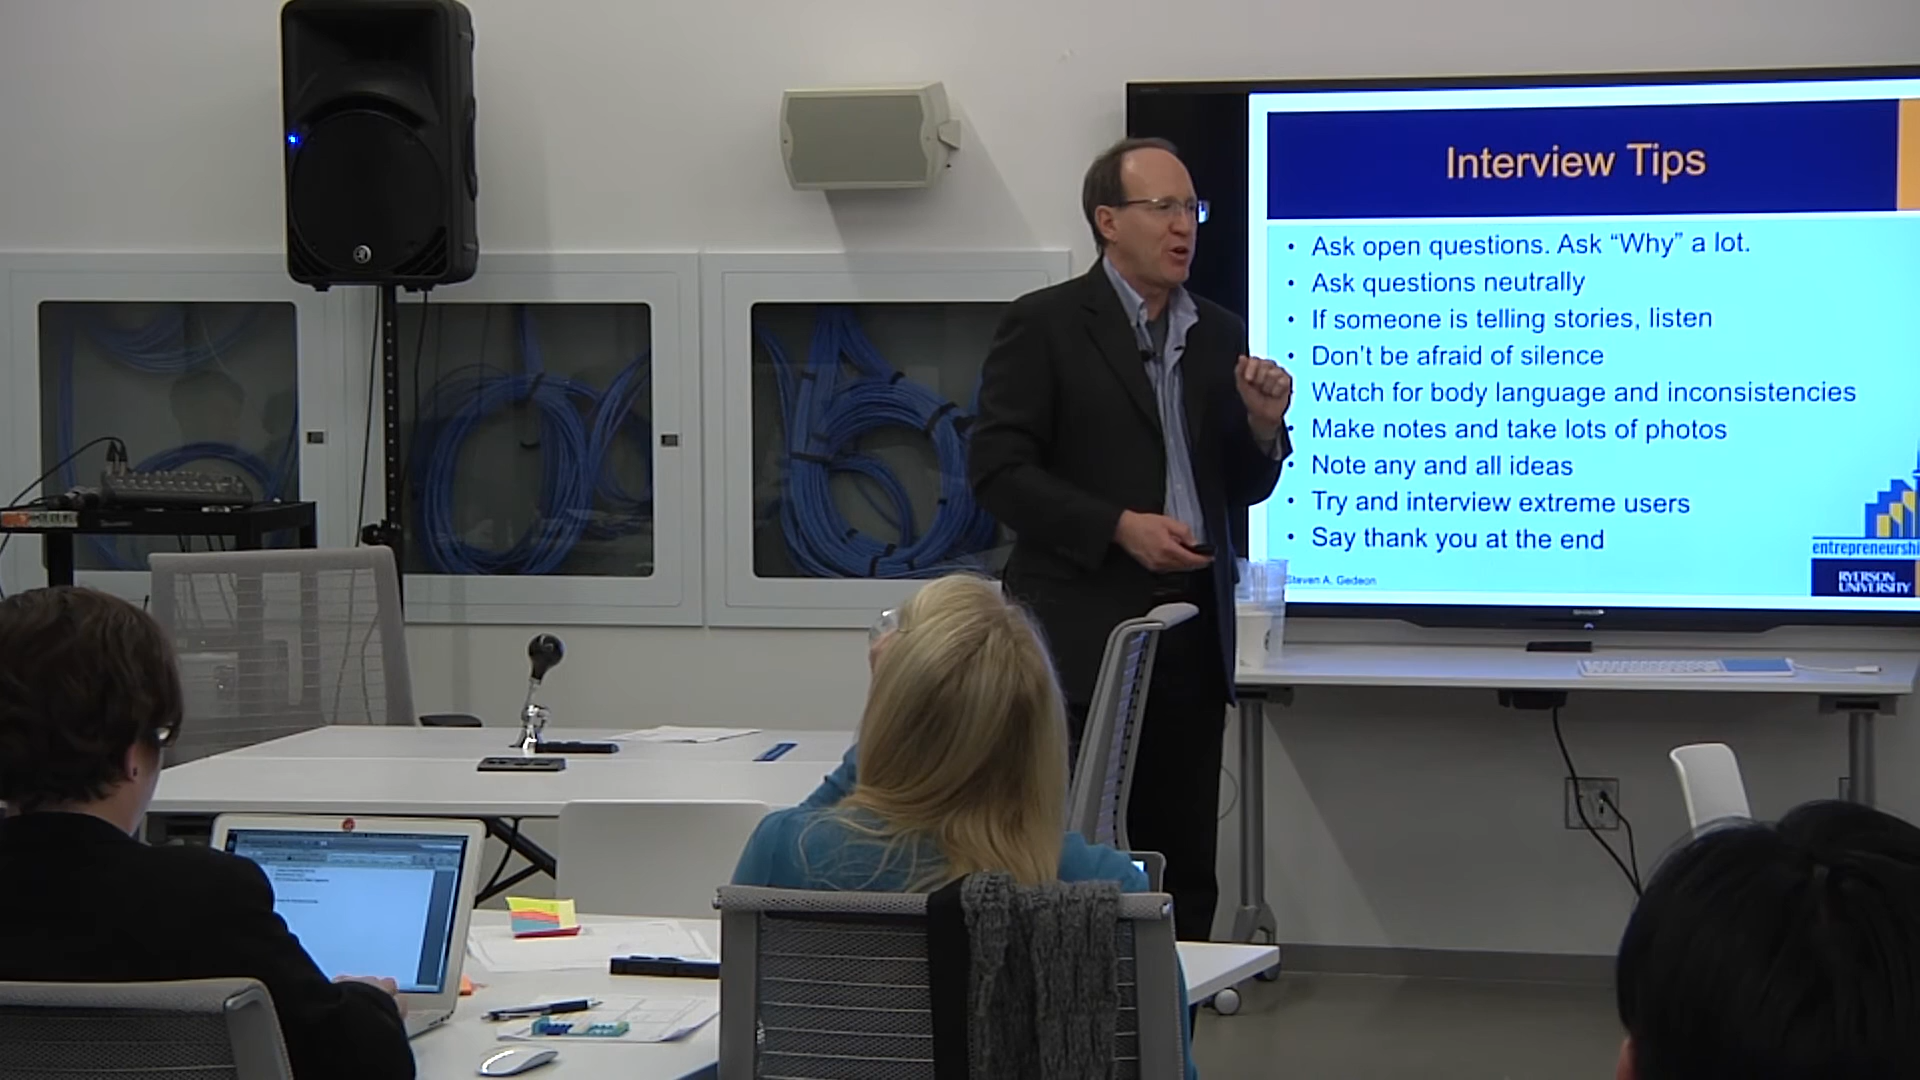 Interview Tips
• Ask open questions. Ask “Why” a lot.
• Ask questions neutrally
• If someone is telling stories, listen
• Don’t be afraid of silence
Watch for body language and inconsistencies
• Make notes and take lots of photos
• Note any and all ideas
• Try and interview extreme users
• Say thank you at the end
Steven A. Gedeon
entrepreneurshi
RYERSON
UNIVERSITY